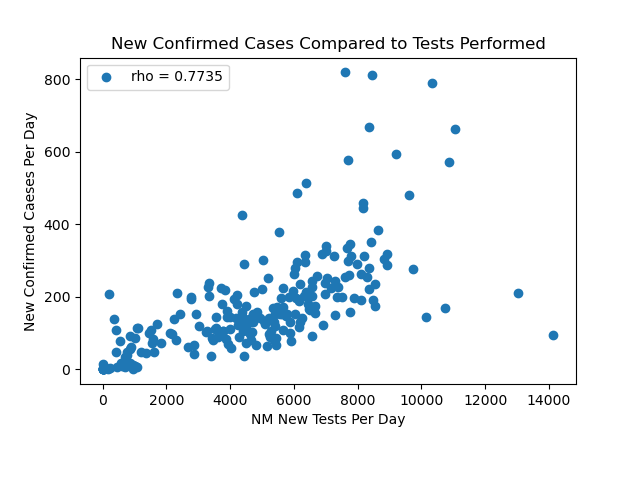 New Confirmed Cases Compared to Tests Performed
rho = 0.7735
800
600
400
200
0
New Confirmed Caeses Per Day
0 2000 4000 6000 8000 10000 12000 14000
NM New Tests Per Day